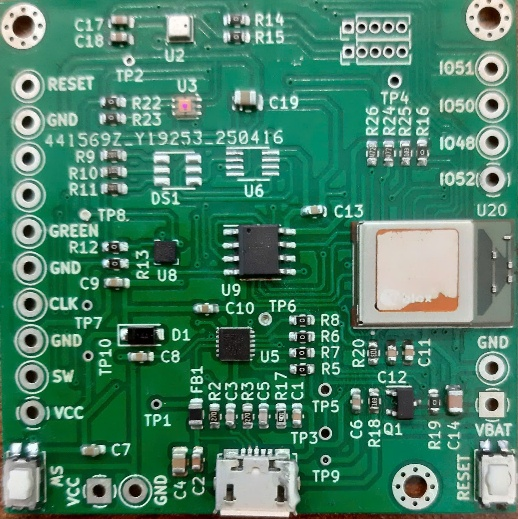 C17
C18
U2
R14
R15
TP2
RESET
U3
R22
R23
C19
TP4
IO51
GND
IO50
441569Z_Y19253_250416
R26
R24
R25
R16
IO48
R9
R10
R11
DS1
U6
IO52
TP8
C13
U20
GREEN
R12
GND
R13
U8
U9
C9
CLK
C10
TP6
TP7
D1
R8
R6
R7
R5
GND
TP10
C8
U5
R20
C11
GND
SW
FB1
R2
C3
R3
C5
R17
C1
TP5
C12
VCC
TP1
C6
R18
Q1
R19
C14
VBAT
TP3
C7
TP9
SW
VCC
GND
C4
C2
RESET